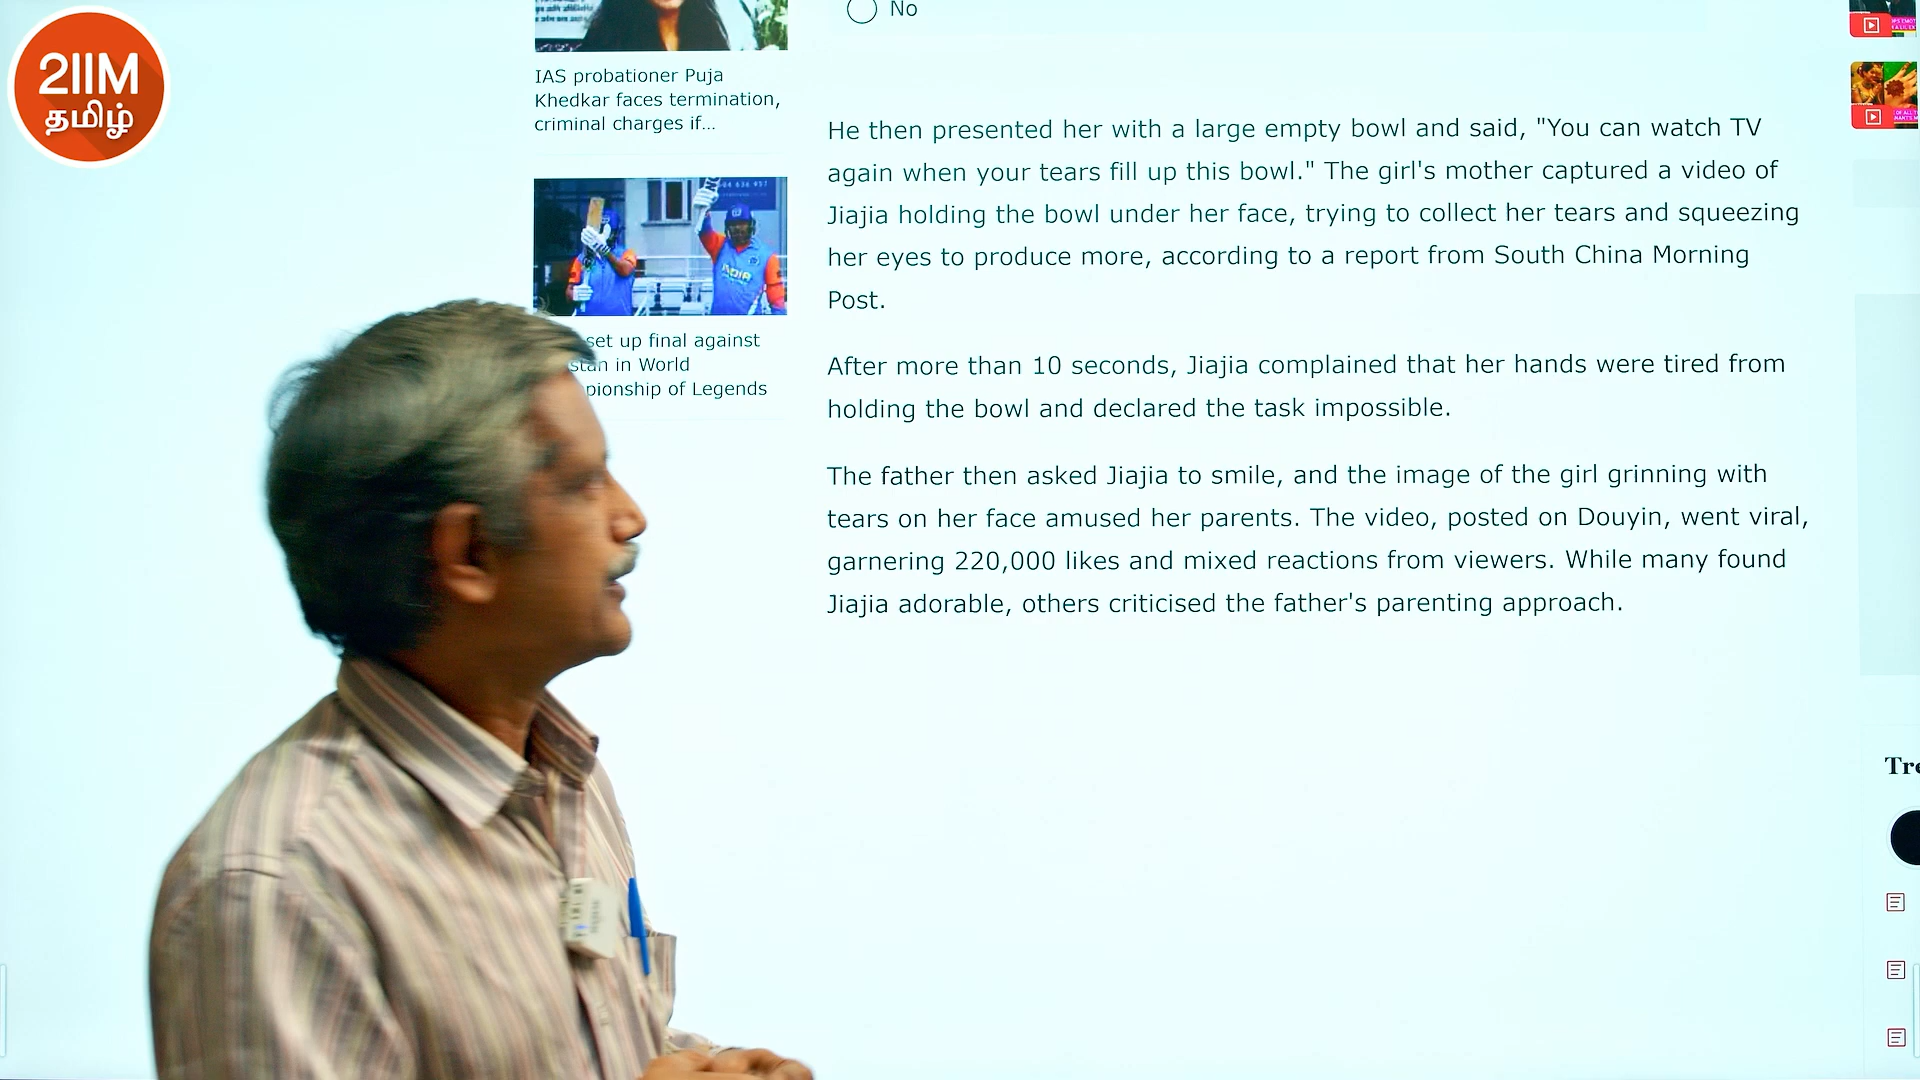 2IIM
தமிழ்
No
IAS probationer Puja
Khedkar faces termination,
criminal charges if...
He then presented her with a large empty bowl and said, "You can watch TV
again when your tears fill up this bowl." The girl's mother captured a video of
Jiajia holding the bowl under her face, trying to collect her tears and squeezing
her eyes to produce more, according to a report from South China Morning
Post.
INDIA
set up final against
stan in World
pionship of Legends
After more than 10 seconds, Jiajia complained that her hands were tired from
holding the bowl and declared the task impossible.
The father then asked Jiajia to smile, and the image of the girl grinning with
tears on her face amused her parents. The video, posted on Douyin, went viral,
garnering 220,000 likes and mixed reactions from viewers. While many found
Jiajia adorable, others criticised the father's parenting approach.
Tre